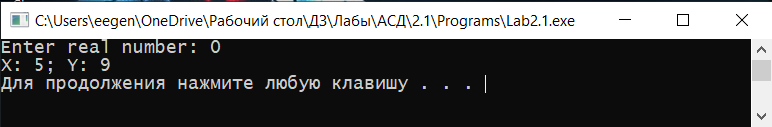 C:\Users\eegen\OneDrive\Рабочий стол\ДЗ\Лабы\АСД\2.1\Programs\Lab2.1.exe
Enter real number: 0
X: 5; Y: 9
Для продолжения нажмите любую клавишу . . .